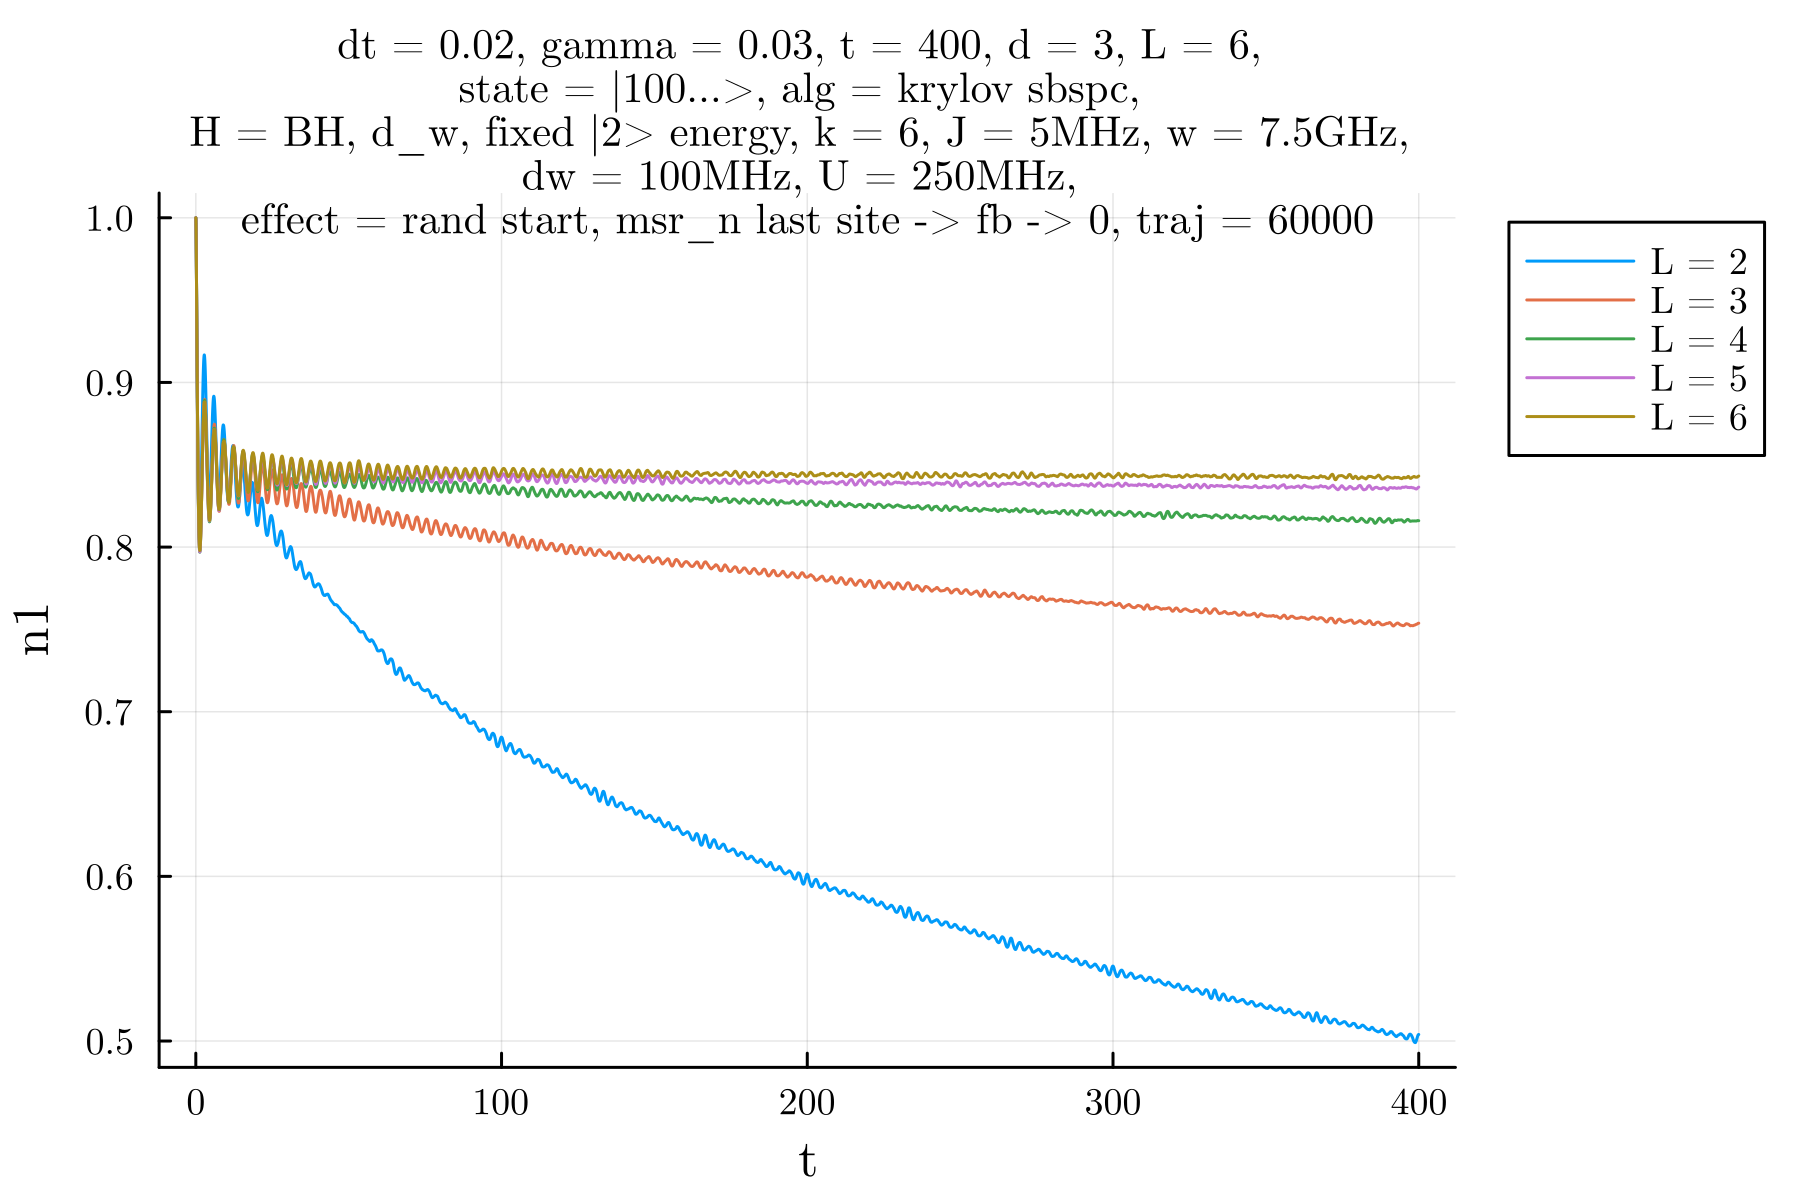 dt = 0.02, gamma = 0.03, t = 400, d = 3, L = 6,
state = |100...>, alg = krylov sbspc,
H = BH, d_w, fixed |2> energy, k = 6, J = 5MHz, w = 7.5GHz,
dw = 100MHz, U = 250MHz,
effect = rand start, msr_n last site -> fb -> 0, traj = 60000
1.0
0.9
0.8
0.7
0.6
0.5
n1
0 100 200 300 400
t
L = 2
L = 3
L = 4
L = 5
L = 6